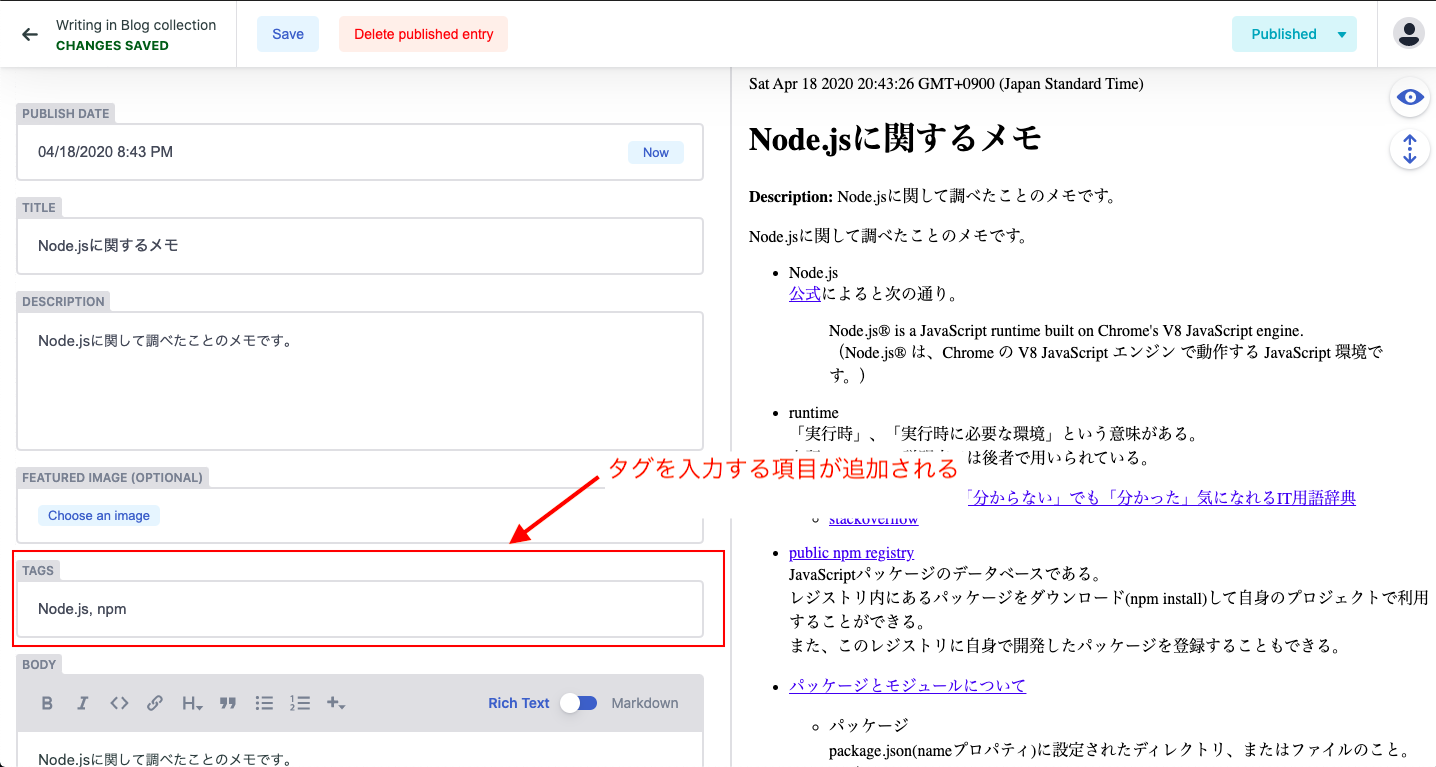 Writing in Blog collection
CHANGES SAVED
Save
Delete published entry
Published
PUBLISH DATE
04/18/2020 8:43 PM
Now
TITLE
Node.jsに関するメモ
DESCRIPTION
Node.jsに関して調べたことのメモです。
FEATURED IMAGE (OPTIONAL)
Choose an image
タグを入力する項目が追加される
TAGS
Node.js, npm
BODY
Rich Text
Markdown
Node.jsに関して調べたことのメモです。
Sat Apr 18 2020 20:43:26 GMT+0900 (Japan Standard Time)
Node.jsに関するメモ
Description: Node.jsに関して調べたことのメモです。
Node.jsに関して調べたことのメモです。
Node.js
公式によると次の通り。
Node.js® is a JavaScript runtime built on Chrome's V8 JavaScript engine.
（Node.js® は、Chrome の V8 JavaScript エンジン で動作する JavaScript 環境で
す。）
runtime
「実行時」、「実行時に必要な環境」という意味がある。
は後者で用いられている。
「分からない」でも「分かった」気になれるIT用語辞典
stackoverflow
public npm registry
JavaScriptパッケージのデータベースである。
レジストリ内にあるパッケージをダウンロード(npm install)して自身のプロジェクトで利用
することができる。
また、このレジストリに自身で開発したパッケージを登録することもできる。
パッケージとモジュールについて
パッケージ
package.json(nameプロパティ)に設定されたディレクトリ、またはファイルのこと。